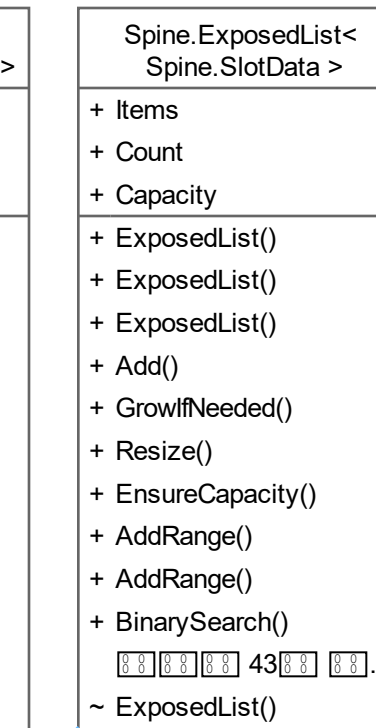 >
Spine.ExposedList<
Spine.SlotData >
+ Items
+ Count
+ Capacity
+ ExposedList()
+ ExposedList()
+ ExposedList()
+ Add()
+ GrowIfNeeded()
+ Resize()
+ EnsureCapacity()
+ AddRange()
+ AddRange()
+ BinarySearch()
43 .
~ ExposedList()